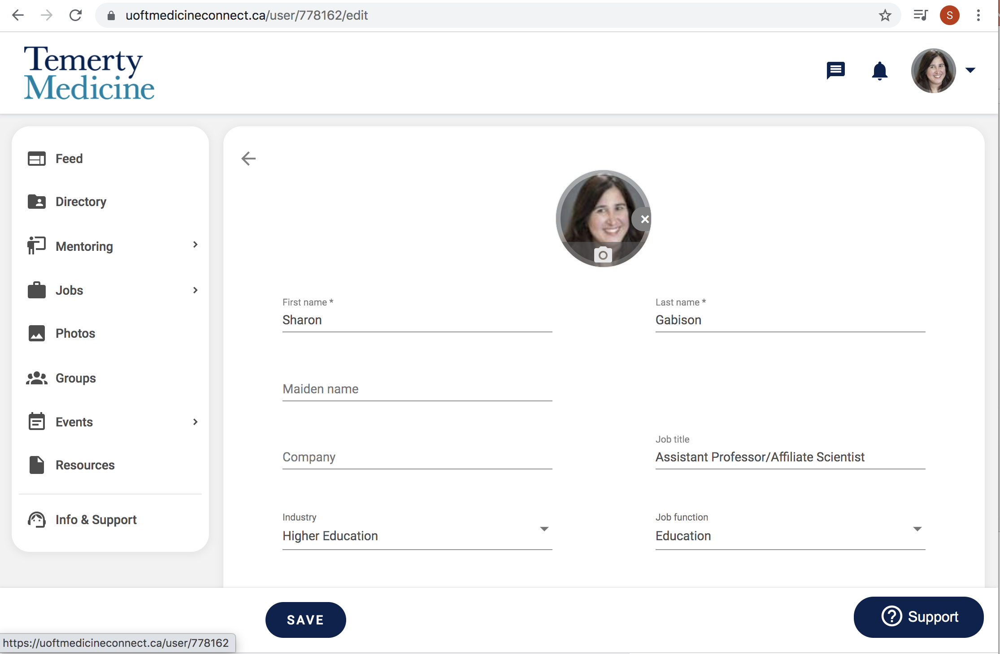 uoftmedicineconnect.ca/user/778162/edit
S
Temerty
Medicine
Feed
Directory
Mentoring
Jobs
Photos
Groups
Events
Resources
Info & Support
First name *
Sharon
Last name *
Gabison
Maiden name
Company
Job title
Assistant Professor/Affiliate Scientist
Industry
Higher Education
Job function
Education
SAVE
Support
https://uoftmedicineconnect.ca/user/778162